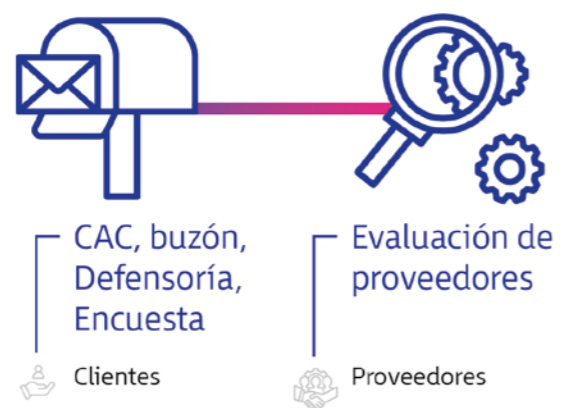 CAC, buzón,
Defensoría,
Encuesta
Clientes
Evaluación de
proveedores
Proveedores